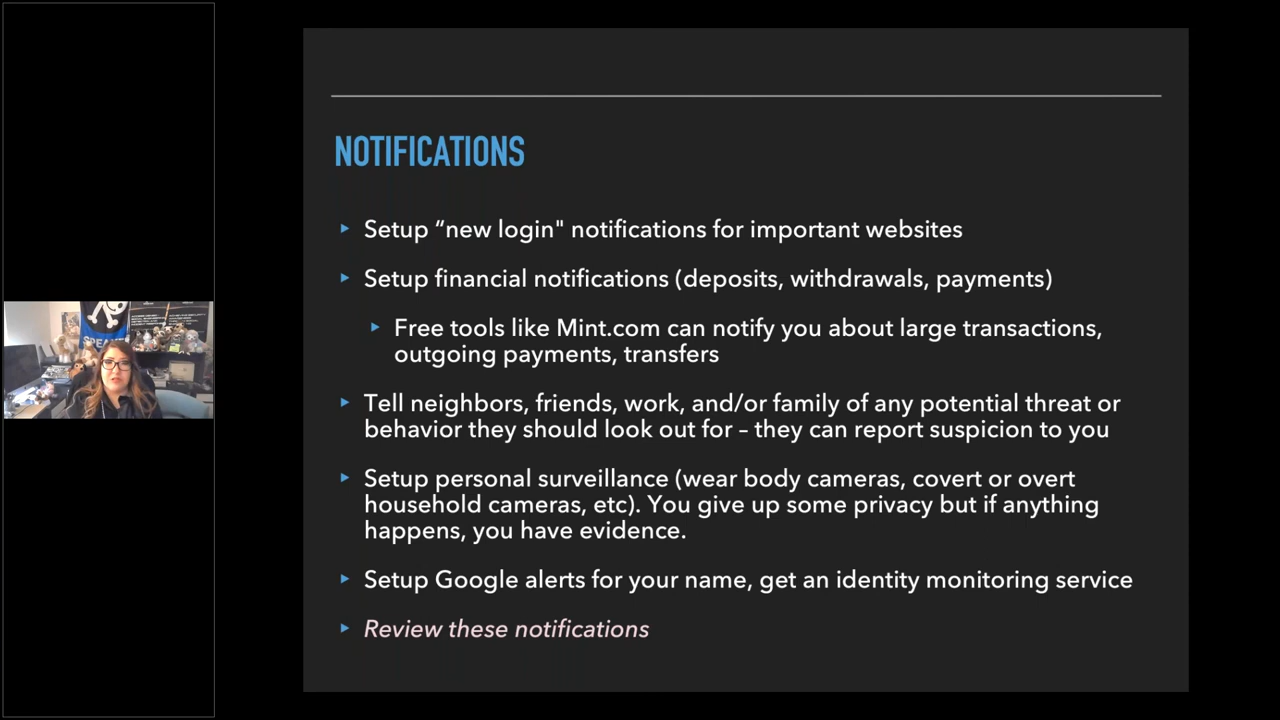 NOTIFICATIONS
Setup “new login" notifications for important websites
Setup financial notifications (deposits, withdrawals, payments)
Free tools like Mint.com can notify you about large transactions,
outgoing payments, transfers
Tell neighbors, friends, work, and/or family of any potential threat or
behavior they should look out for – they can report suspicion to you
Setup personal surveillance (wear body cameras, covert or overt
household cameras, etc). You give up some privacy but if anything
happens, you have evidence.
Setup Google alerts for your name, get an identity monitoring service
Review these notifications